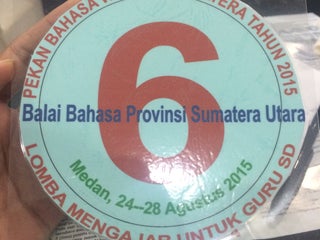 PEKAN BAHASA TERA TAHUN 2015
6
Balai Bahasa Provinsi Sumatera Utara
Medan, 24--28 Agustus 2015
LOMBA MENGAJAR UNTUK GURU SD